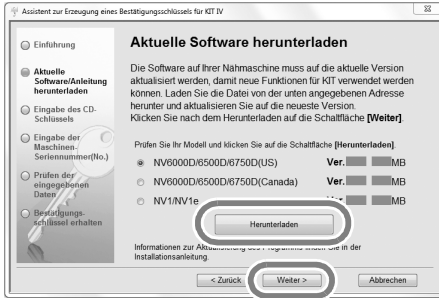 Assistent zur Erzeugung eines Bestätigungsschlüssels für KIT IV
Einführung
Aktuelle
Software/Anleitung
herunterladen
Eingabe des CD-
Schlüssels
Eingabe der
Maschinen-
Seriennummer(No.)
Prüfen der
eingegebenen
Daten
Bestätigungs-
schlüssel erhalten
Aktuelle Software herunterladen
Die Software auf Ihrer Nähmaschine muss auf die aktuelle Version
aktualisiert werden, damit neue Funktionen für KIT verwendet werden
können. Laden Sie die Datei von der unten angegebenen Adresse
herunter und aktualisieren Sie auf die neueste Version.
Klicken Sie nach dem Herunterladen auf die Schaltfläche [Weiter].
Prüfen Sie Ihr Modell und klicken Sie auf die Schaltfläche [Herunterladen].
NV6000D/6500D/6750D(US) Ver. MB
NV6000D/6500D/6750D(Canada) Ver. MB
NV1/NV1e Ver. MB
Herunterladen
Informationen zur Aktualisierung des Programms finden Sie in der
Installationsanleitung.
< Zurück
Weiter >
Abbrechen